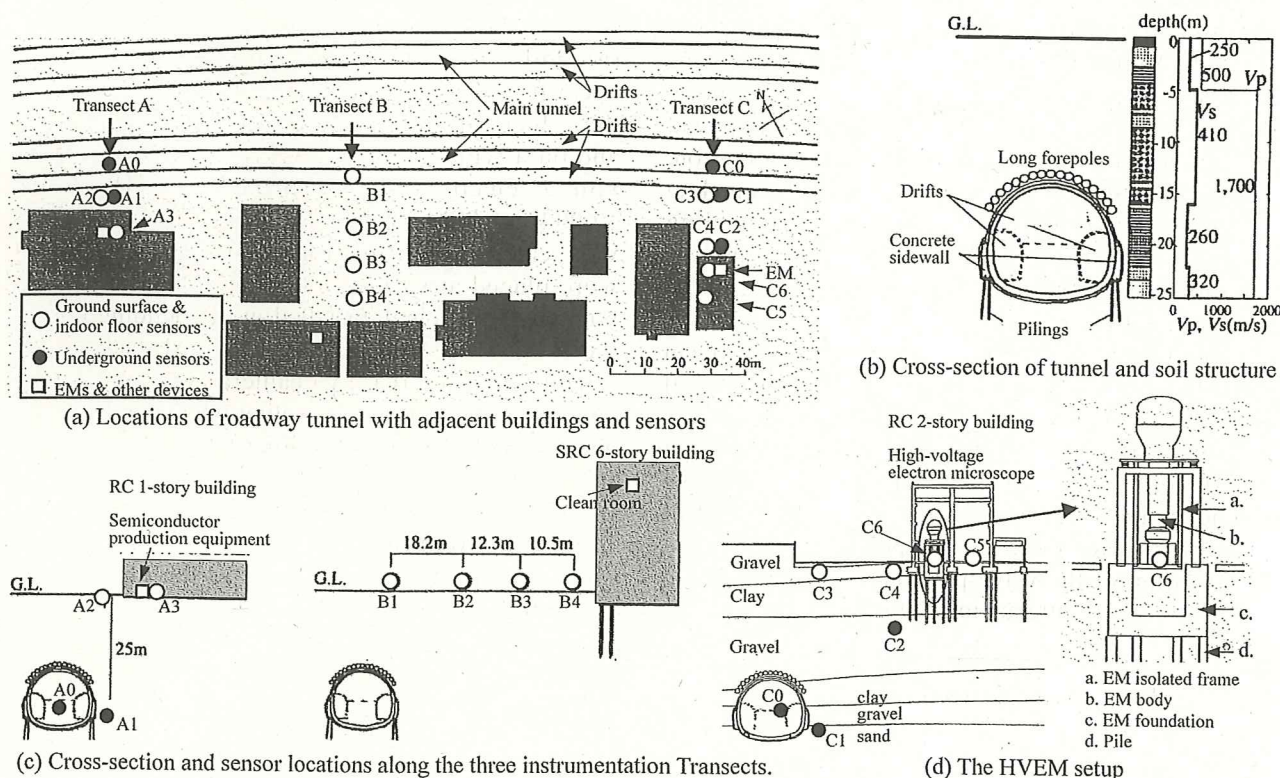 Transect A
Transect B
Main tunnel
Drifts
Drifts
Transect C
N
A0
A2
A1
A3
B1
B2
B3
B4
C0
C3
C1
C4
C2
EM
C6
C5
Ground surface &
indoor floor sensors
Underground sensors
EMs & other devices
0 10 20 30 40m
(a) Locations of roadway tunnel with adjacent buildings and sensors
G.L.
depth(m)
0
250
500
Vp
-5
Vs
410
-10
Long forepoles
-15
1,700
Drifts
-20
260
Concrete
sidewall
320
-25
0 1000 2000
Pilings
Vp, Vs(m/s)
(b) Cross-section of tunnel and soil structure
RC 1-story building
Semiconductor
production equipment
G.L.
A2
A3
25m
A0
A1
SRC 6-story building
Clean room
18.2m
12.3m
10.5m
G.L.
B1
B2
B3
B4
(c) Cross-section and sensor locations along the three instrumentation Transects.
RC 2-story building
High-voltage
electron microscope
C6
C5
Gravel
Clay
C3
C4
C2
Gravel
C0
clay
gravel
sand
C1
a.
b.
C6
c.
d.
a. EM isolated frame
b. EM body
c. EM foundation
d. Pile
(d) The HVEM setup